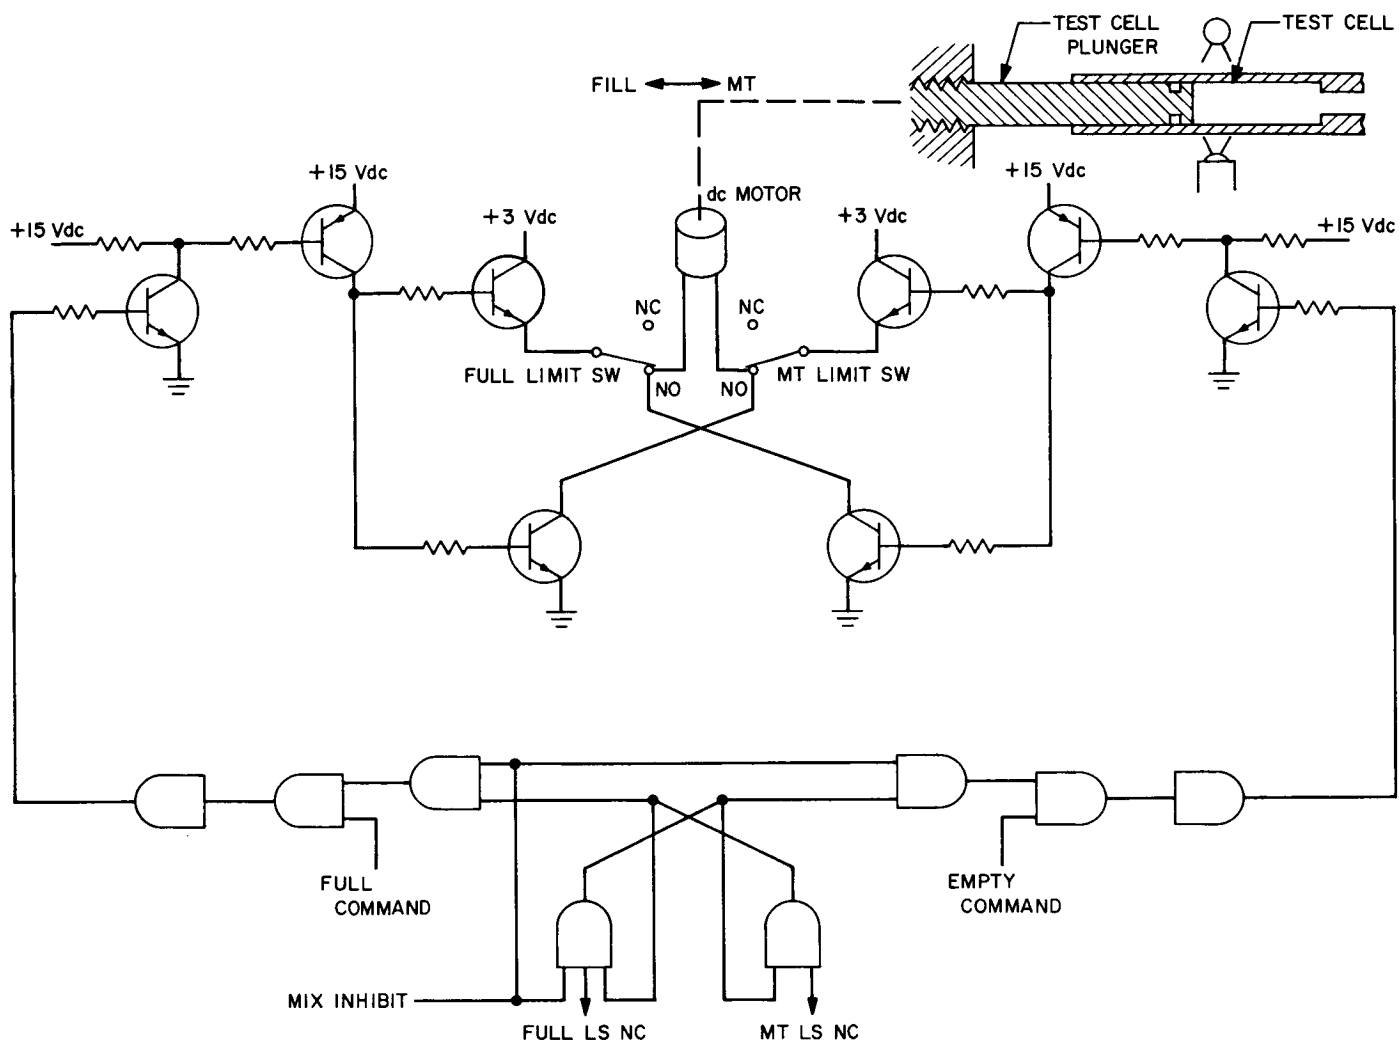 TEST CELL
PLUNGER
TEST CELL
FILL
MT
+15 Vdc
+15 Vdc
dc MOTOR
+15 Vdc
+3 Vdc
+3 Vdc
+15 Vdc
NC
NC
FULL LIMIT SW
NO
NO
MT LIMIT SW
FULL
COMMAND
EMPTY
COMMAND
MIX INHIBIT
FULL LS NC
MT LS NC